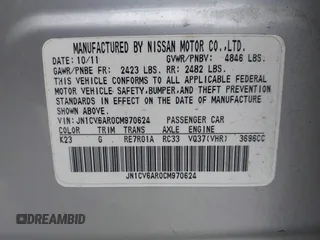 MANUFACTURED BY NISSAN MOTOR CO.,LTD.
DATE: 10/11 GVWR/PNBV: 4846 LBS.
GAWR/PNBE FR: 2423 LBS. RR: 2482 LBS.
THIS VEHICLE CONFORMS TO ALL APPLICABLE FEDERAL
MOTOR VEHICLE SAFETY,BUMPER,AND THEFT
PREVENTION STANDARDS IN EFFECT ON THE DATE OF
MANUFACTURE SHOWN ABOVE.
VIN: JN1CV6AR0CM970624 PASSENGER CAR
COLOR TRIM TRANS AXLE ENGINE
K23 G RE7R01A RC33 VQ37(VHR) 3696CC
JN1CV6AR0CM970624
DREAMBID